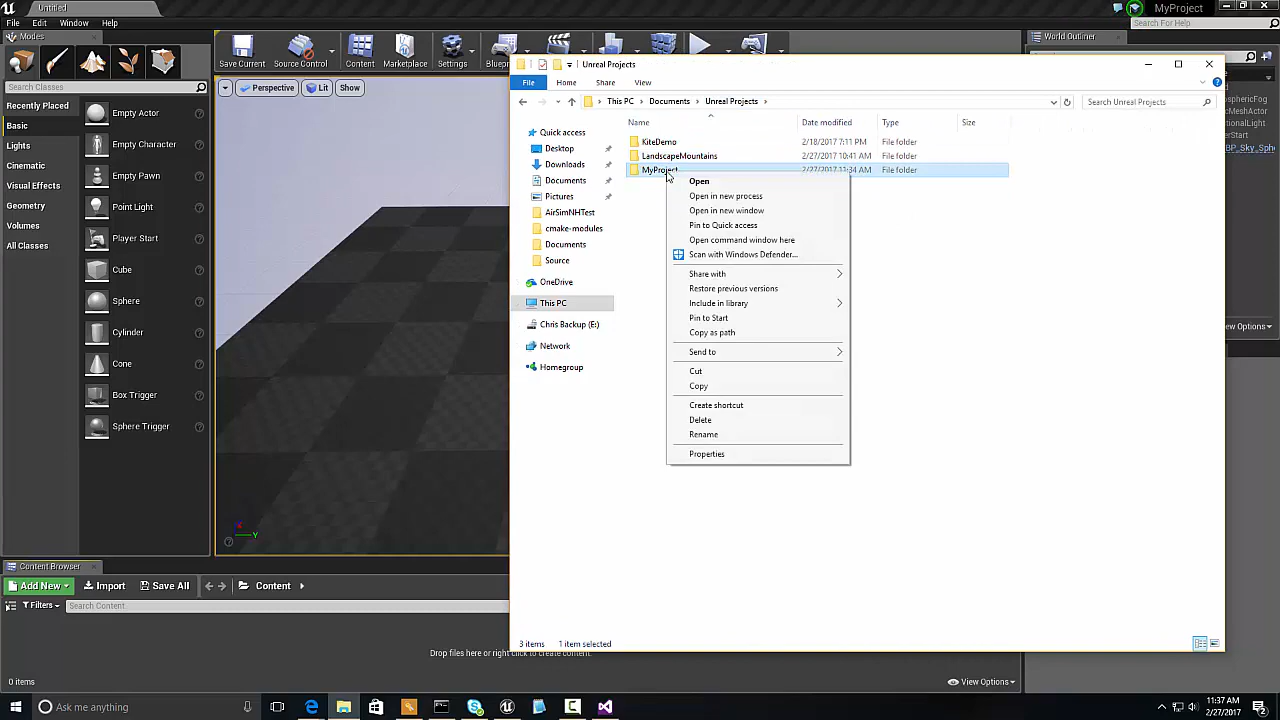 Untitled
MyProject
File Edit Window Help
Search For Help
Modes
World Outliner
Save Current
Source Control
Content
Marketplace
Settings
Search Classes
Perspective
Lit
Show
Recently Placed
Basic
Lights
Cinematic
Visual Effects
Geometry
Volumes
All Classes
Empty Actor
Empty Character
Empty Pawn
Point Light
Player Start
Cube
Sphere
Cylinder
Cone
Box Trigger
Sphere Trigger
Unreal Projects
File Home Share View
This PC > Documents > Unreal Projects >
Search Unreal Projects
Name Date modified Type Size
KiteDemo 2/18/2017 7:11 PM File folder
LandscapeMountains 2/27/2017 10:41 AM File folder
MyProject 2/27/2017 11:34 AM File folder
Quick access
Desktop
Downloads
Documents
Pictures
AirSimNHTest
cmake-modules
Documents
Source
OneDrive
This PC
Chris Backup (E:)
Network
Homegroup
Open
Open in new process
Open in new window
Pin to Quick access
Open command window here
Scan with Windows Defender...
Share with
Restore previous versions
Include in library
Pin to Start
Copy as path
Send to
Cut
Copy
Create shortcut
Delete
Rename
Properties
BP_Sky_Sphe
3 items 1 item selected
Content Browser
Add New Import Save All Content
Filters Search Content
Drop files here or right click to create content.
0 items
View Options
Ask me anything
11:37 AM
2/27/2017